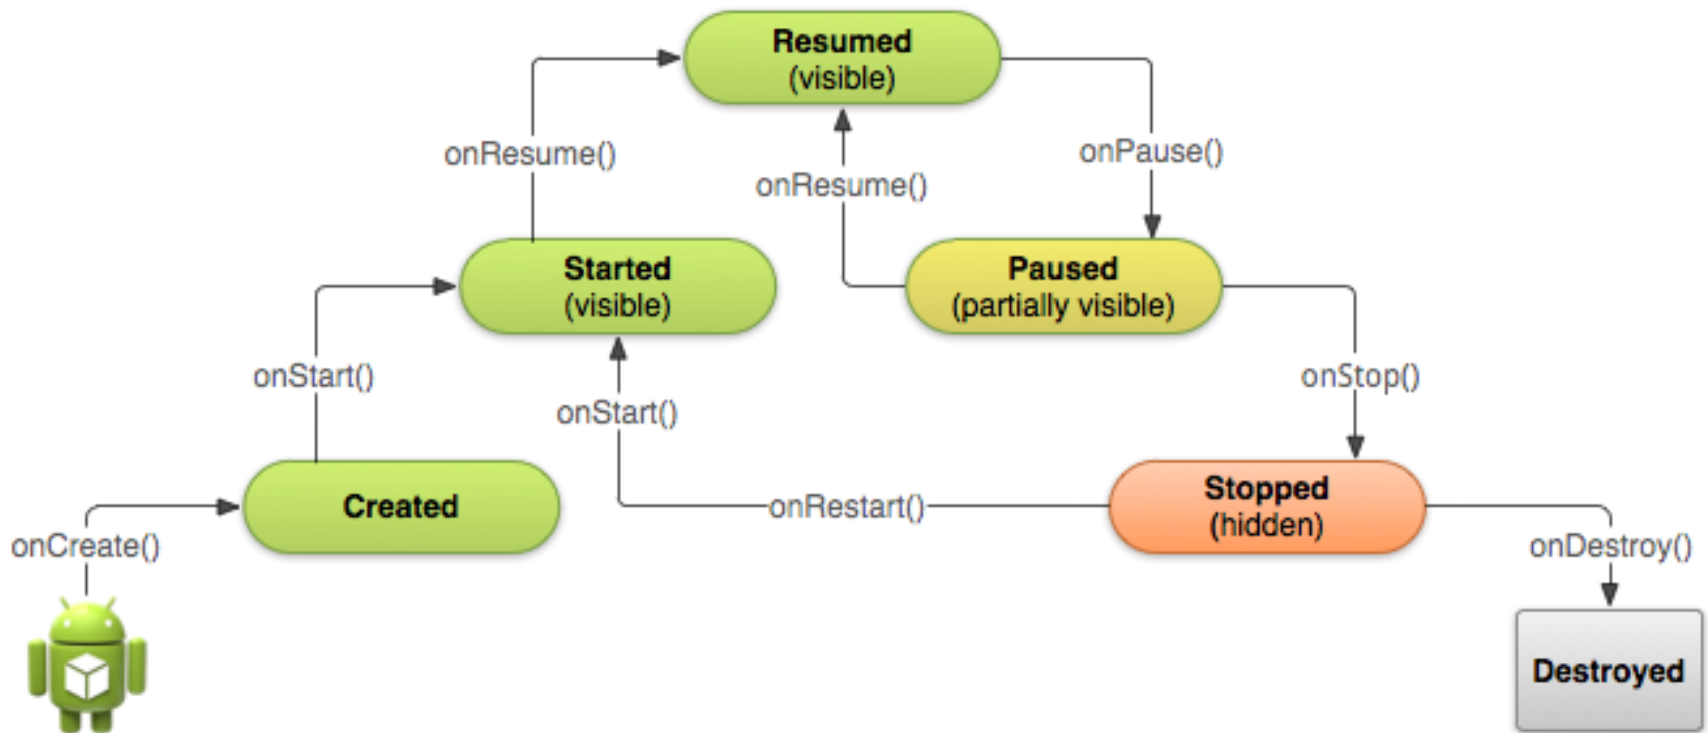 Resumed
(visible)
onResume()
onPause()
onResume()
Started
(visible)
Paused
(partially visible)
onStart()
onStop()
onStart()
Created
Stopped
(hidden)
onRestart()
onCreate()
onDestroy()
Destroyed